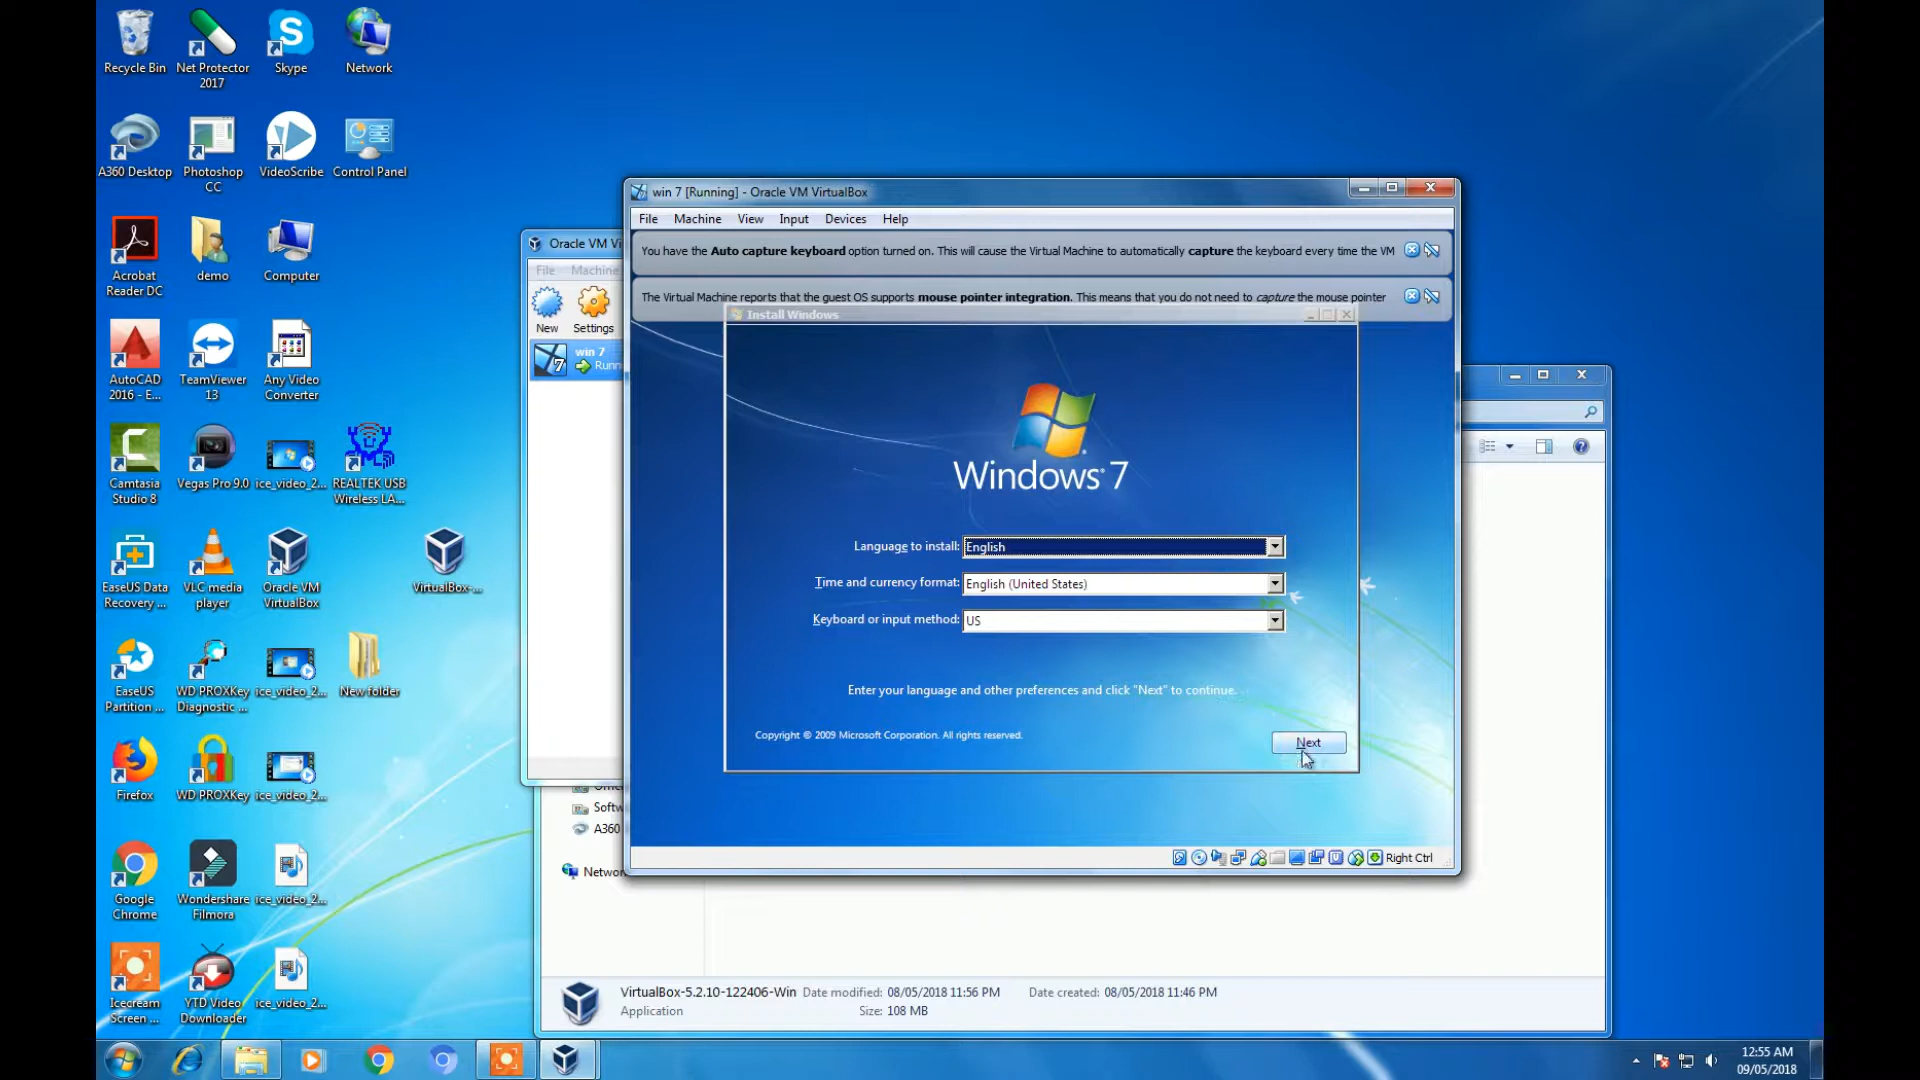 Recycle Bin
Net Protector
2017
Skype
Network
A360 Desktop
Photoshop
CC
VideoScribe
Control Panel
Acrobat
Reader DC
demo
Computer
AutoCAD
2016 - E...
TeamViewer
13
Any Video
Converter
Camtasia
Studio 8
Vegas Pro 9.0
ice_video_2...
REALTEK USB
Wireless LA...
EaseUS Data
Recovery ...
VLC media
player
Oracle VM
VirtualBox
VirtualBox-...
EaseUS
Partition ...
WD PROXKey
Diagnostic ...
ice_video_2...
New folder
Firefox
WD PROXKey
ice_video_2...
Google
Chrome
Wondershare
Filmora
ice_video_2...
Icecream
Screen ...
YTD Video
Downloader
ice_video_2...
Oracle VM Vi
File Machine
New Settings
win 7
Runn
win 7 [Running] - Oracle VM VirtualBox
File Machine View Input Devices Help
You have the Auto capture keyboard option turned on. This will cause the Virtual Machine to automatically capture the keyboard every time the VM
The Virtual Machine reports that the guest OS supports mouse pointer integration. This means that you do not need to capture the mouse pointer
Install Windows
Windows 7
Language to install: English
Time and currency format: English (United States)
Keyboard or input method: US
Enter your language and other preferences and click "Next" to continue.
Copyright © 2009 Microsoft Corporation. All rights reserved.
Next
Right Ctrl
Softw
A360
Networ
VirtualBox-5.2.10-122406-Win Date modified: 08/05/2018 11:56 PM Date created: 08/05/2018 11:46 PM
Application Size: 108 MB
12:55 AM
09/05/2018